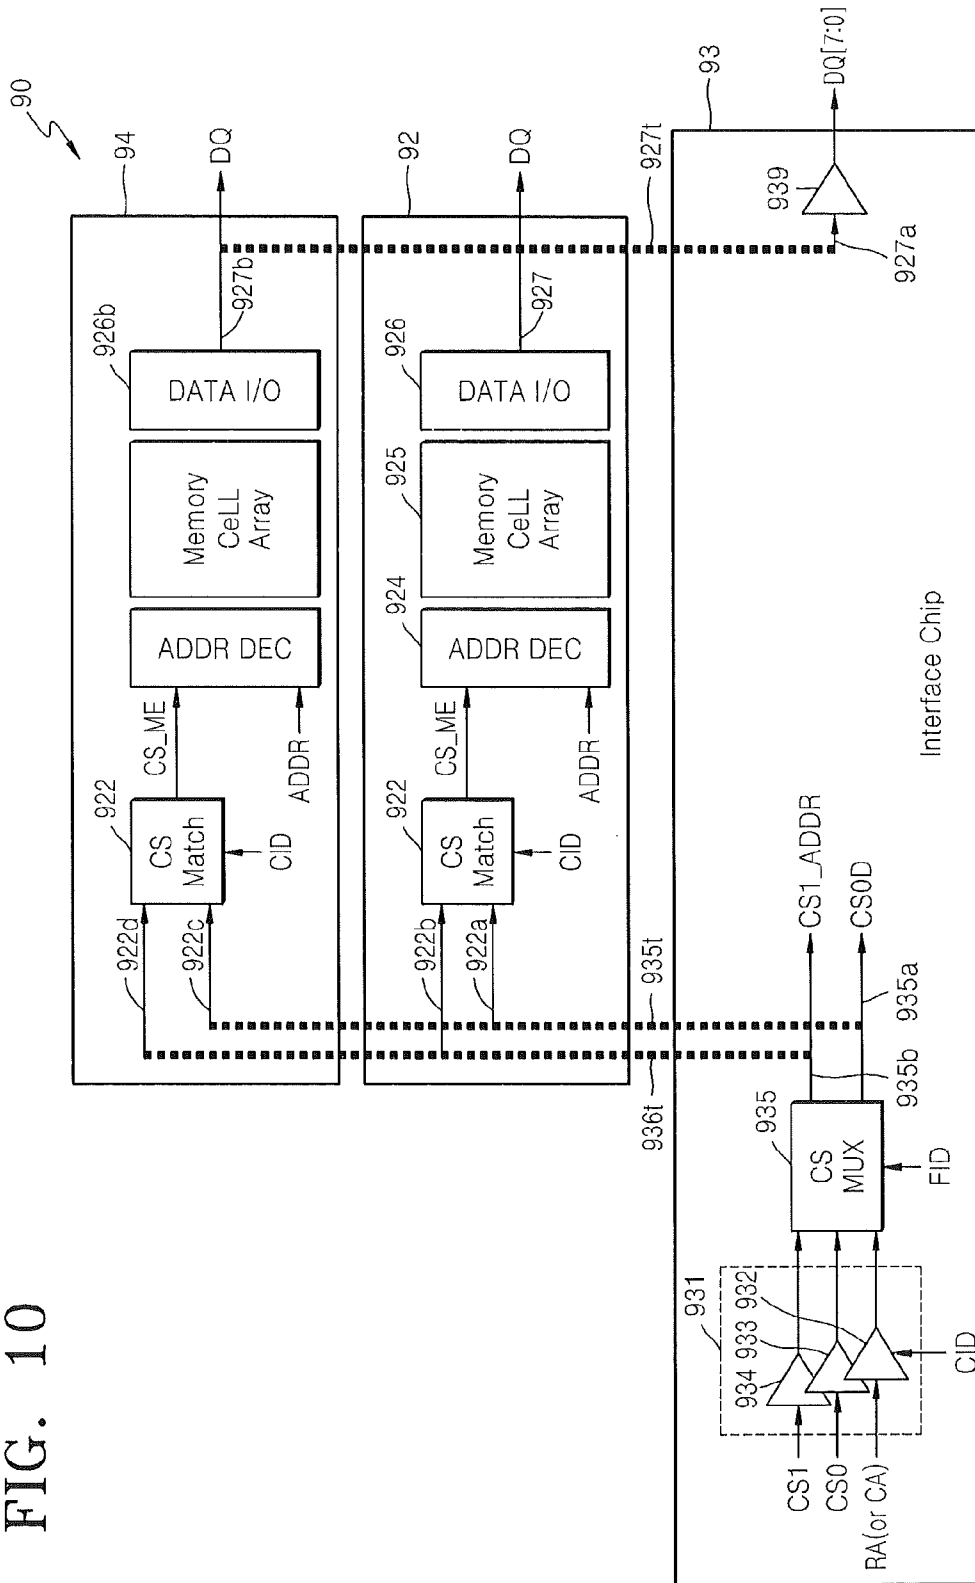 FIG. 10
90
94
922d
922c
922
CS
Match
CID
CS_ME
ADDR
ADDR DEC
Memory
CeLL
Array
926b
DATA I/O
927b
DQ
92
922b
922a
922
CS
Match
CID
CS_ME
ADDR
924
ADDR DEC
925
Memory
CeLL
Array
926
DATA I/O
927
DQ
936t
935t
927t
93
931
934
933
932
CS1
CS0
RA(or CA)
CID
935
CS
MUX
FID
935b
935a
CS1_ADDR
CS0D
Interface Chip
939
927a
DQ[7:0]